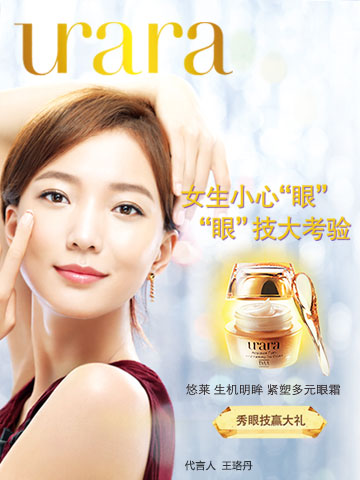 urara
女生小心“眼”
“眼”技大考验
urara
悠莱 生机明眸 紧塑多元眼霜
秀眼技赢大礼
代言人 王珞丹